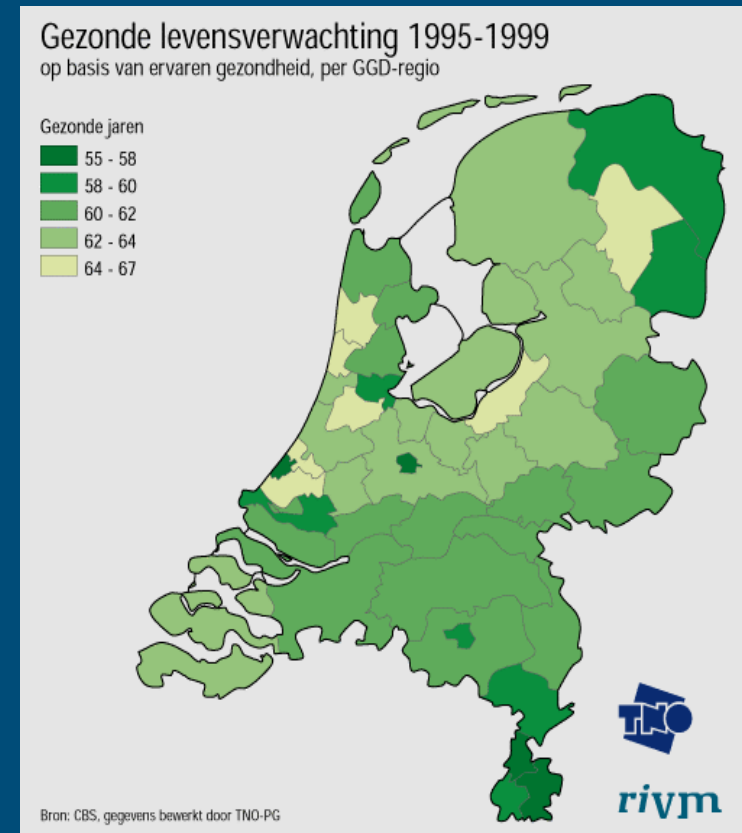 Gezonde levensverwachting 1995-1999
op basis van ervaren gezondheid, per GGD-regio
Gezonde jaren
55 - 58
58 - 60
60 - 62
62 - 64
64 - 67
TNO
rivm
Bron: CBS, gegevens bewerkt door TNO-PG